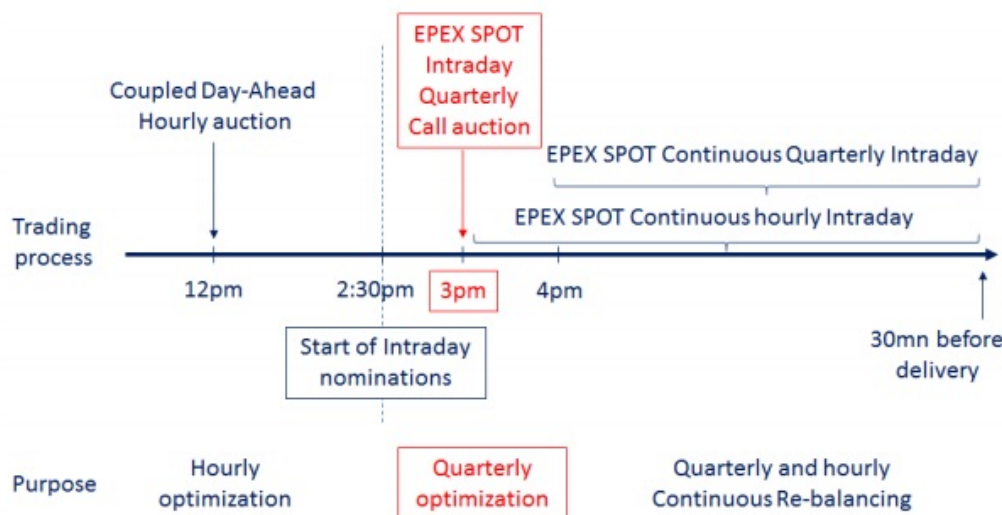 EPEX SPOT
Intraday
Quarterly
Call auction
Coupled Day-Ahead
Hourly auction
EPEX SPOT Continuous Quarterly Intraday
EPEX SPOT Continuous hourly Intraday
Trading
process
12pm
2:30pm
3pm
4pm
Start of Intraday
nominations
30mn before
delivery
Purpose
Hourly
optimization
Quarterly
optimization
Quarterly and hourly
Continuous Re-balancing